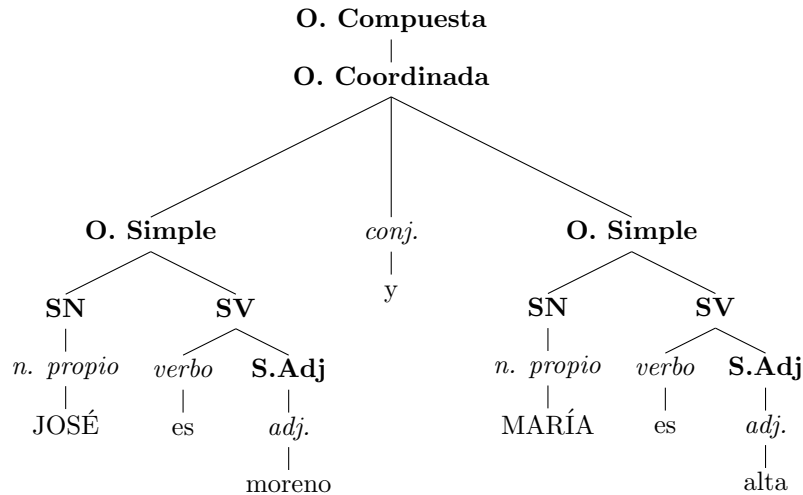 O. Compuesta
O. Coordinada
O. Simple conj. O. Simple
y
SN SV SN SV
n. propio verbo S.Adj n. propio verbo S.Adj
JOSÉ es adj. MARÍA es adj.
moreno alta